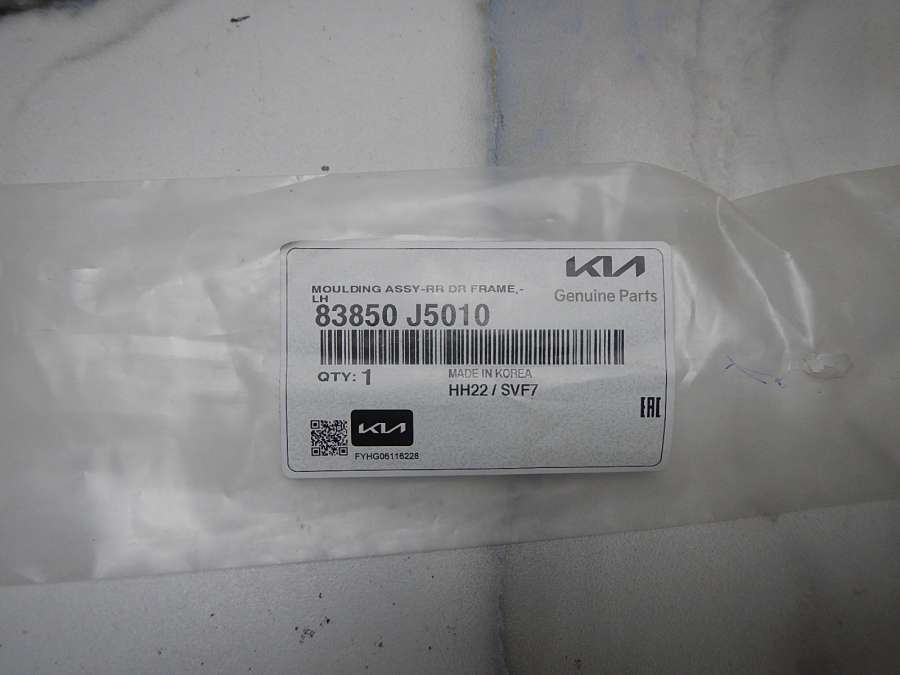 KIA
Genuine Parts
MOULDING ASSY-RR DR FRAME,-
LH
83850 J5010
QTY: 1
MADE IN KOREA
HH22 / SVF7
EAC
KIA
FYHG06116228